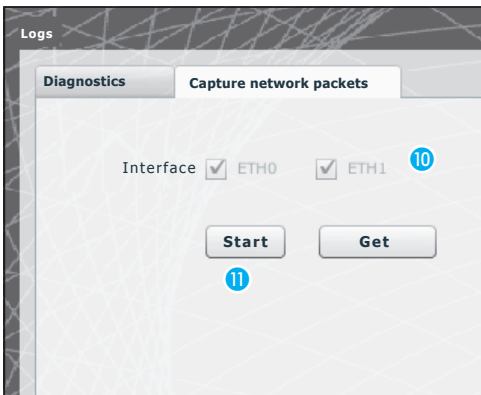 Logs
Diagnostics Capture network packets
Interface ETH0 ETH1 10
Start Get
11